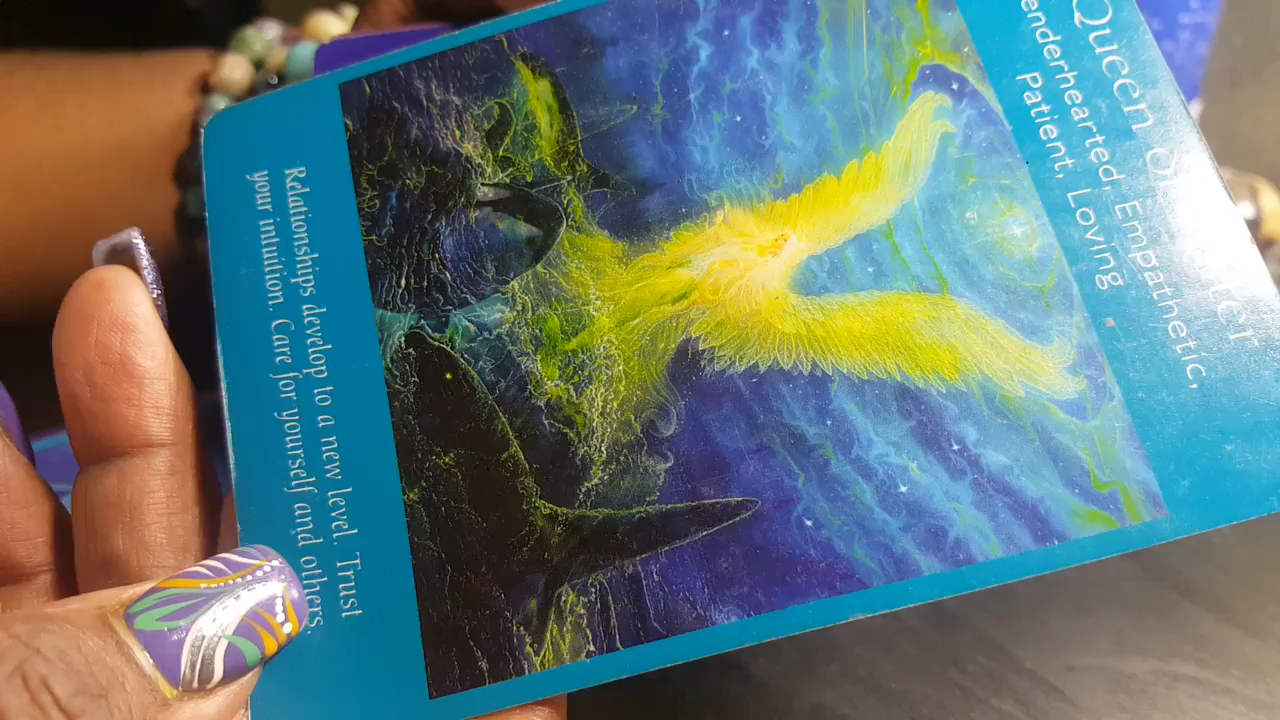 Queen
enderhearted, Empathetic,
Patient, Loving
Relationships develop to a new level. Trust
your intuition. Care for yourself and others.